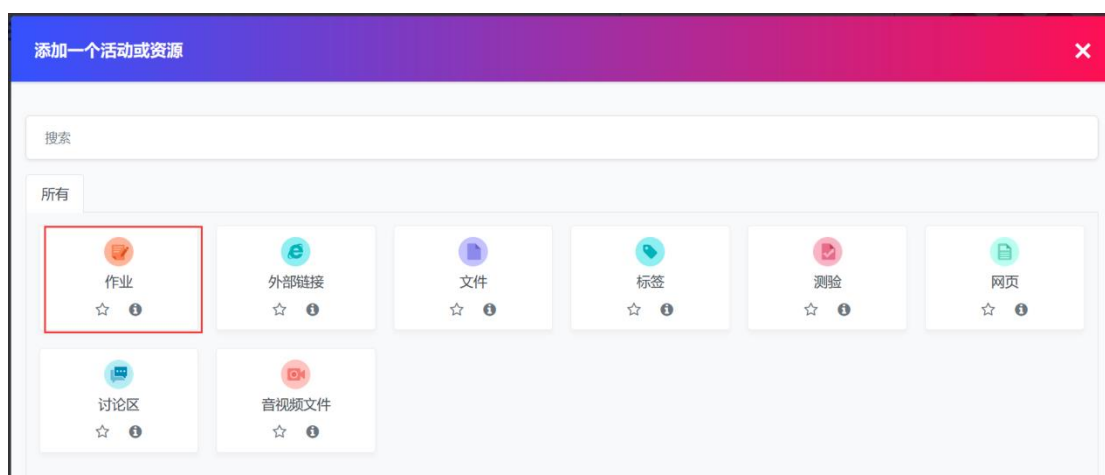 添加一个活动或资源
搜索
所有
作业 外部链接 文件 标签 测验 网页
讨论区 音视频文件